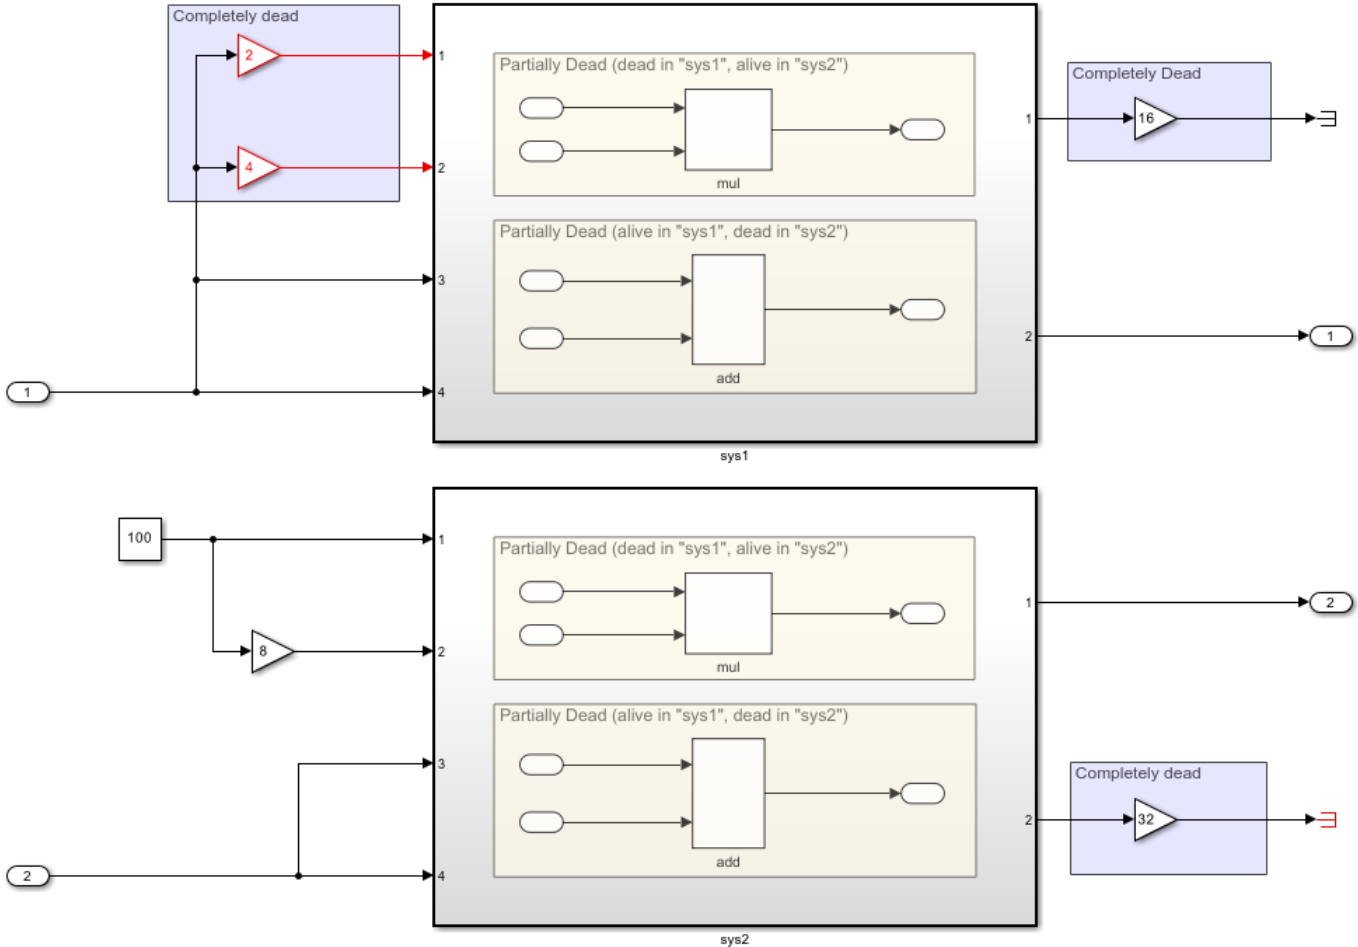 Completely dead
2
1
Partially Dead (dead in "sys1", alive in "sys2")
mul
Completely Dead
1
16
4
2
Partially Dead (alive in "sys1", dead in "sys2")
add
3
2
1
1
4
sys1
100
1
Partially Dead (dead in "sys1", alive in "sys2")
mul
1
2
8
2
Partially Dead (alive in "sys1", dead in "sys2")
add
3
Completely dead
2
32
2
4
sys2